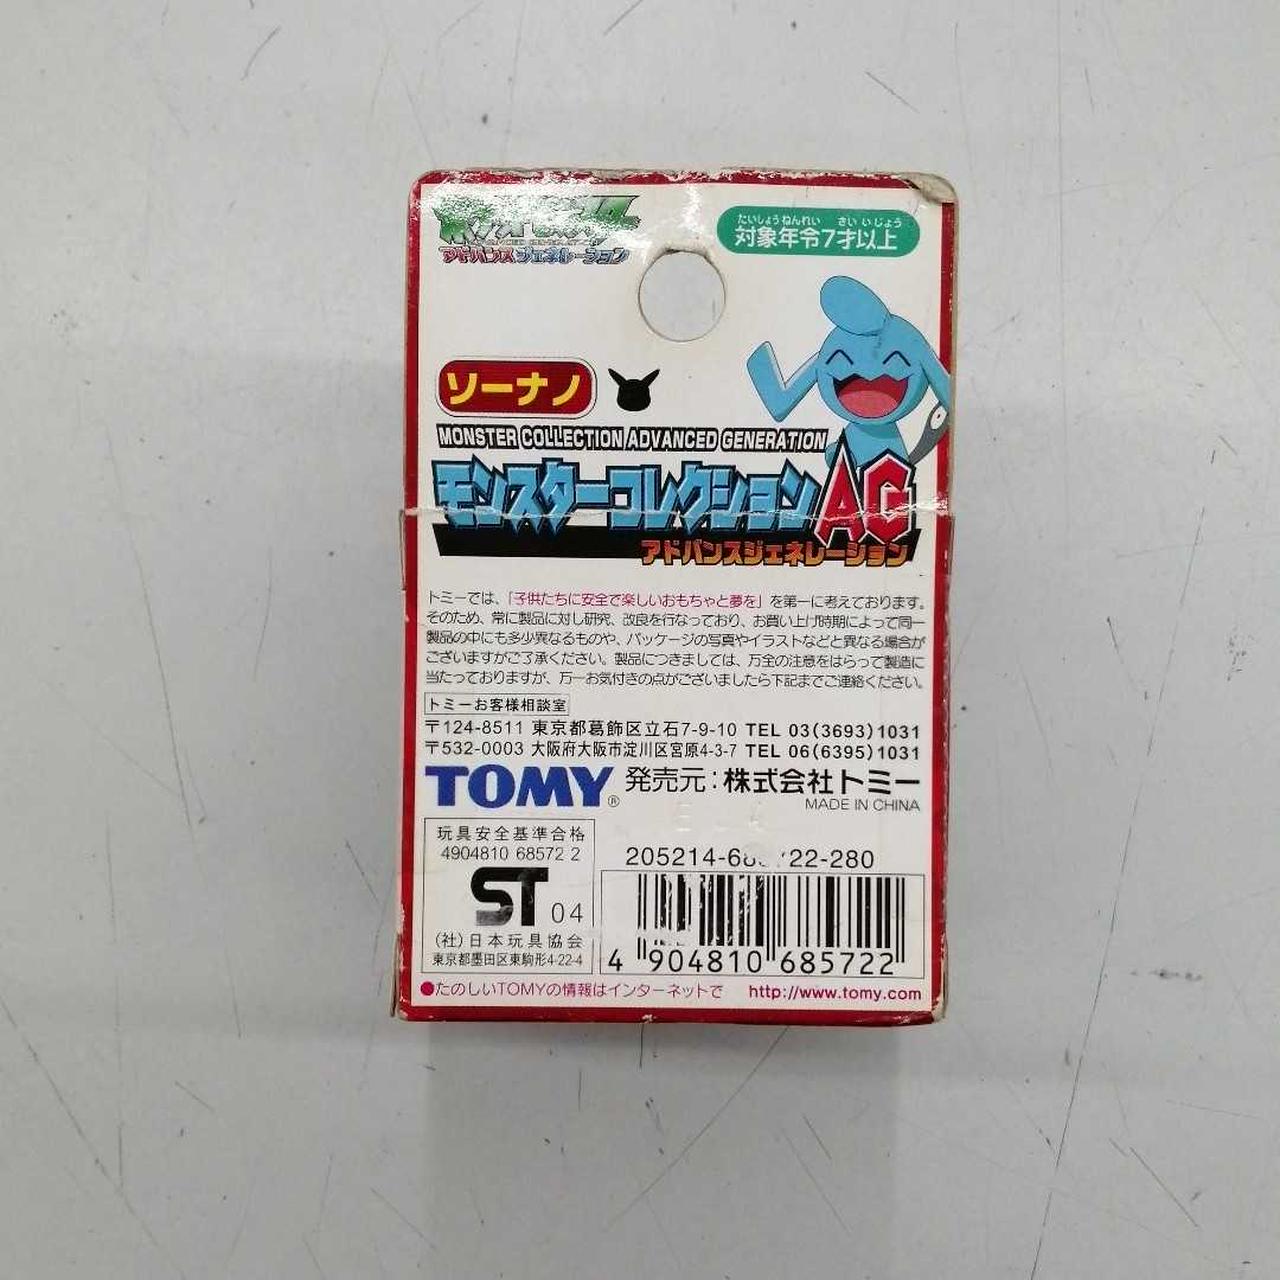 ポケットモンスター
アドバンスジェネレーション
たいしょうねんれい さい いじょう
対象年令7才以上
ソーナノ
MONSTER COLLECTION ADVANCED GENERATION
モンスターコレクションAG
アドバンスジェネレーション
トミーでは、「子供たちに安全で楽しいおもちゃと夢を」を第一に考えております。
そのため、常に製品に対し研究、改良を行なっており、お買い上げ時期によって同一
製品の中にも多少異なるものや、パッケージの写真やイラストなどと異なる場合が
ございますがご了承ください。製品につきましては、万全の注意をはらって製造に
当たっておりますが、万一お気付きの点がございましたら下記までご連絡ください。
トミーお客様相談室
〒124-8511 東京都葛飾区立石7-9-10 TEL 03(3693)1031
〒532-0003 大阪府大阪市淀川区宮原4-3-7 TEL 06(6395)1031
TOMY® 発売元:株式会社トミー
MADE IN CHINA
玩具安全基準合格
4904810 68572 2
ST 04
(社)日本玩具協会
東京都墨田区東駒形4-22-4
205214- -280
4 904810 685722
●たのしいTOMYの情報はインターネットで http://www.tomy.com